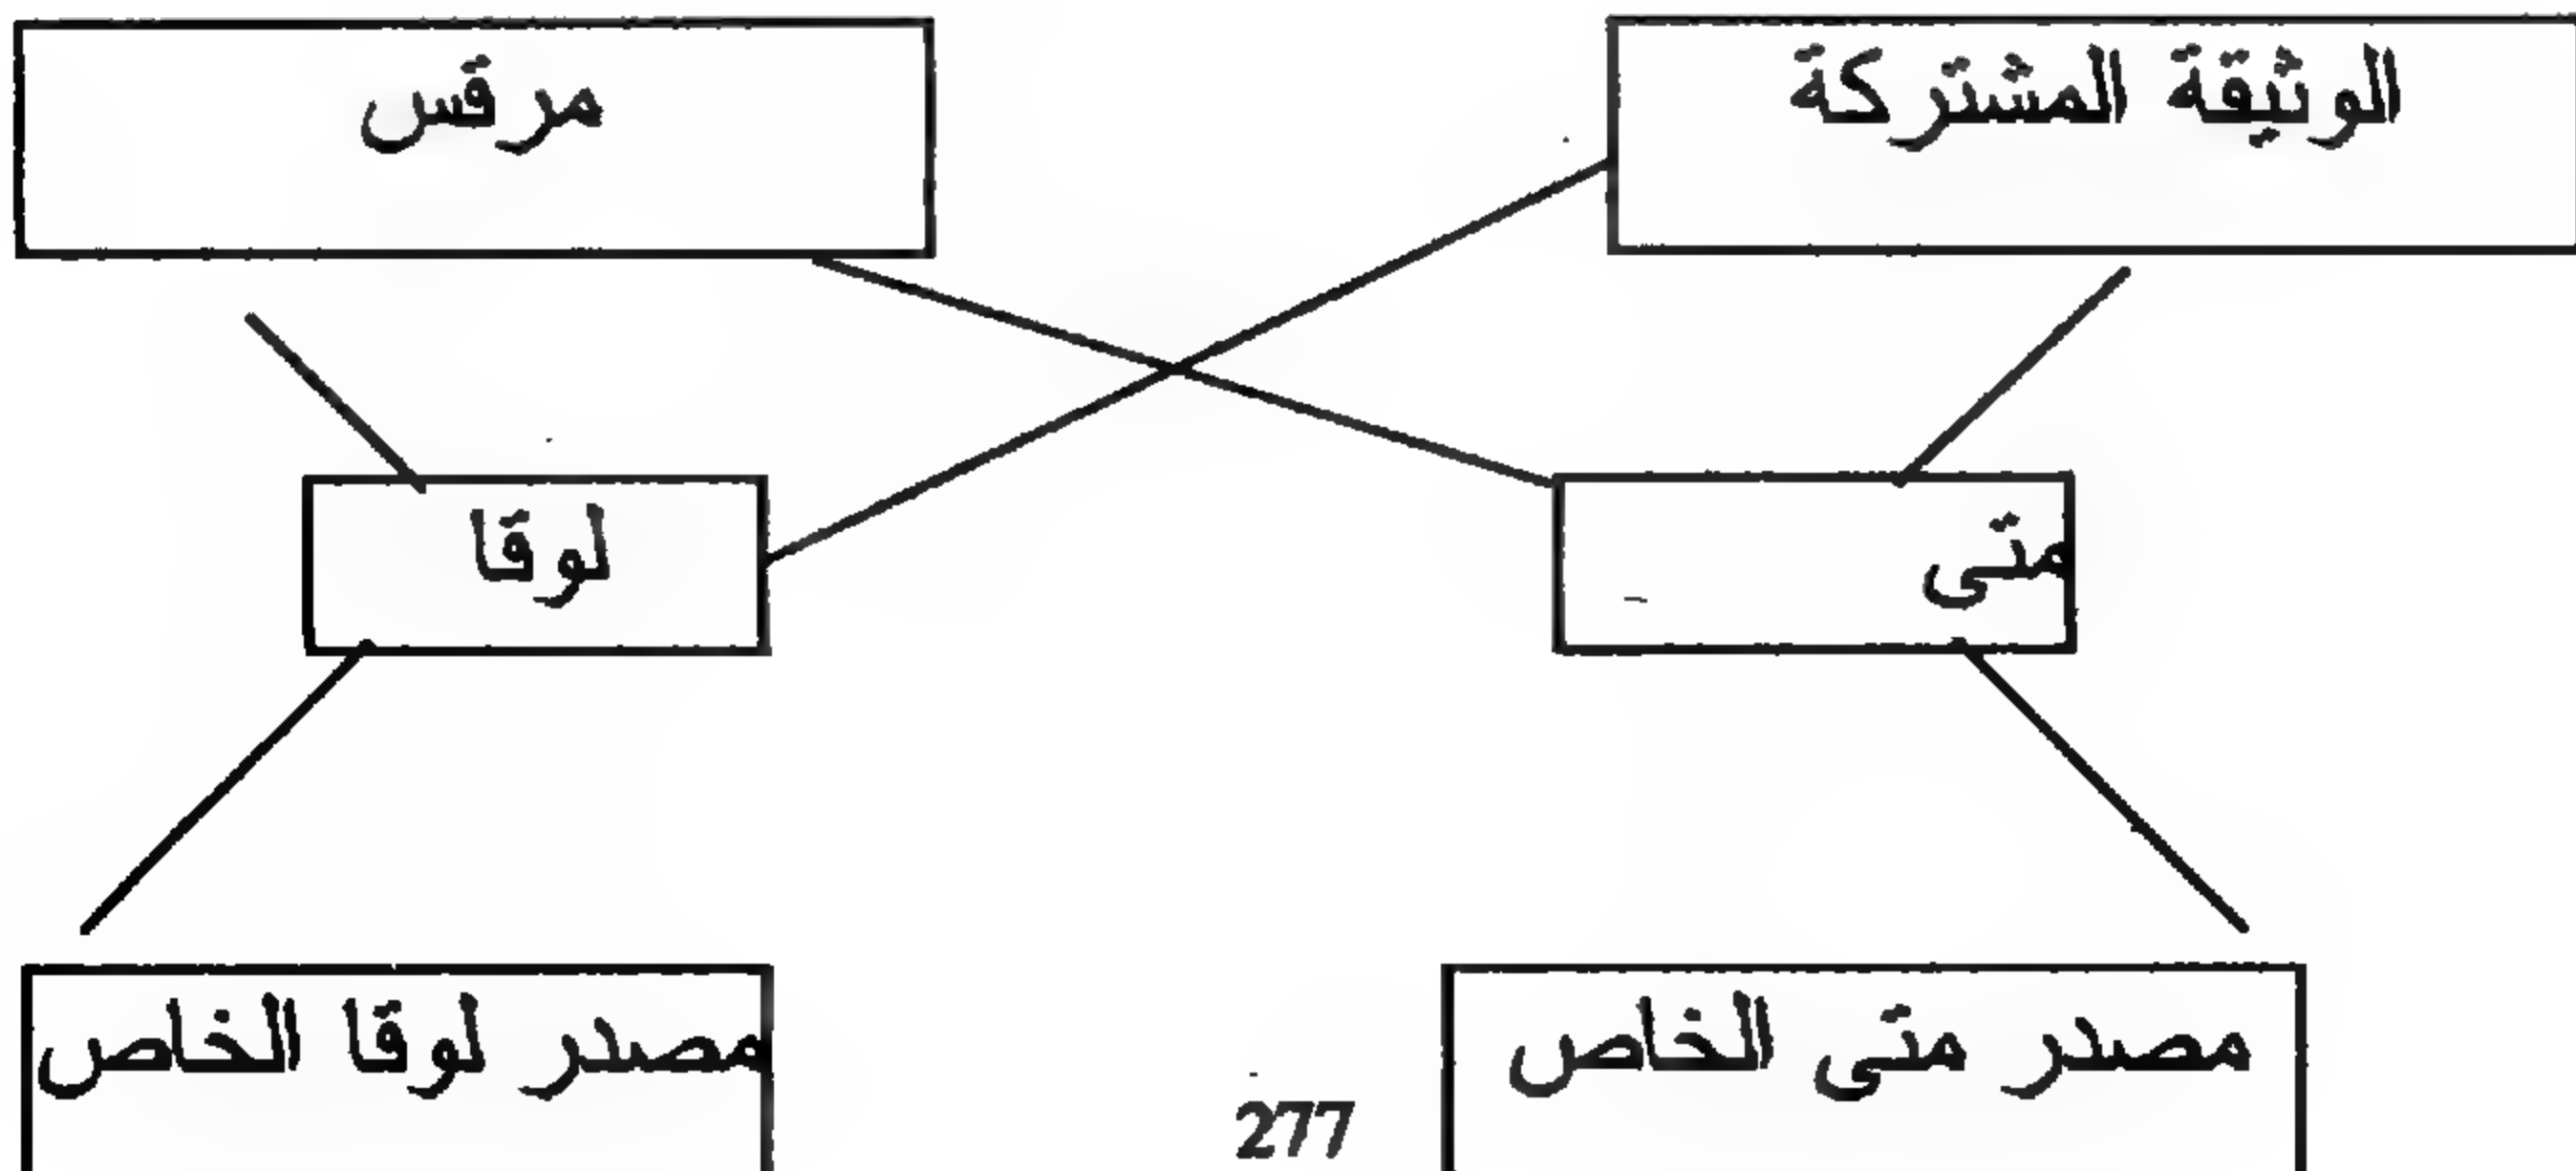 الوثيقة المشتركة
مرقس
متى
لوقا
مصدر متى الخاص
مصدر لوقا الخاص
277